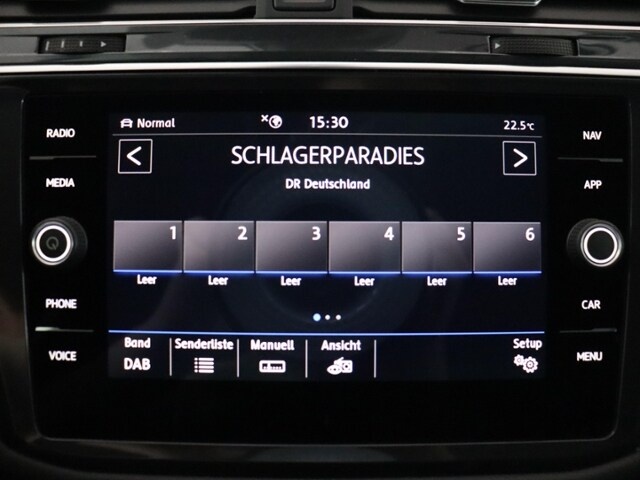 RADIO
MEDIA
PHONE
VOICE
Normal 15:30 22.5°C
SCHLAGERPARADIES
DR Deutschland
1 2 3 4 5 6
Leer Leer Leer Leer Leer Leer
Band Senderliste Manuell Ansicht Setup
DAB
NAV
APP
CAR
MENU